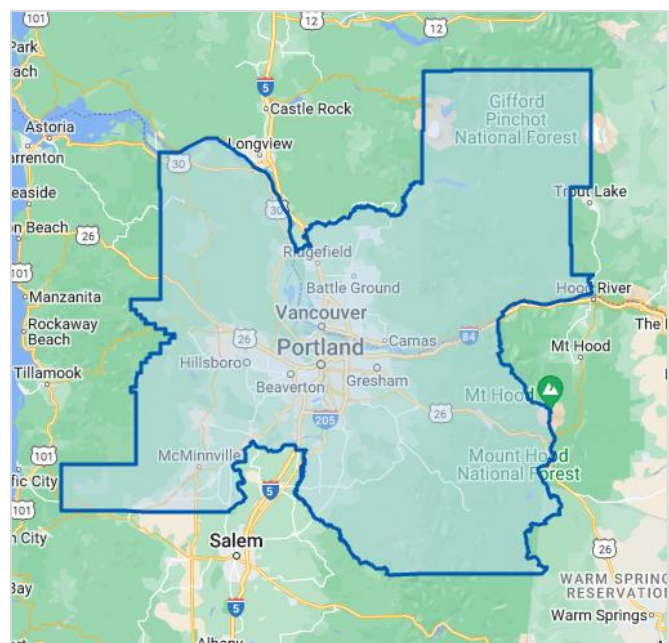 101
12
12
5
Park
ach
Castle Rock
Gifford
Pinchot
National Forest
Astoria
arrenton
Longview
30
Trout Lake
easide
30
on Beach
26
101
Ridgefield
Battle Ground
Hood River
Manzanita
Vancouver
Rockaway
Beach
26
Camas
84
The
Portland
Mt Hood
Hillsboro
Beaverton
Gresham
Tillamook
Mt Hood
205
26
101
McMinnville
Mount Hood
National Forest
fic City
5
101
n City
Salem
26
WARM SPRING
RESERVATIO
Bay
5
Warm Springs
Albany